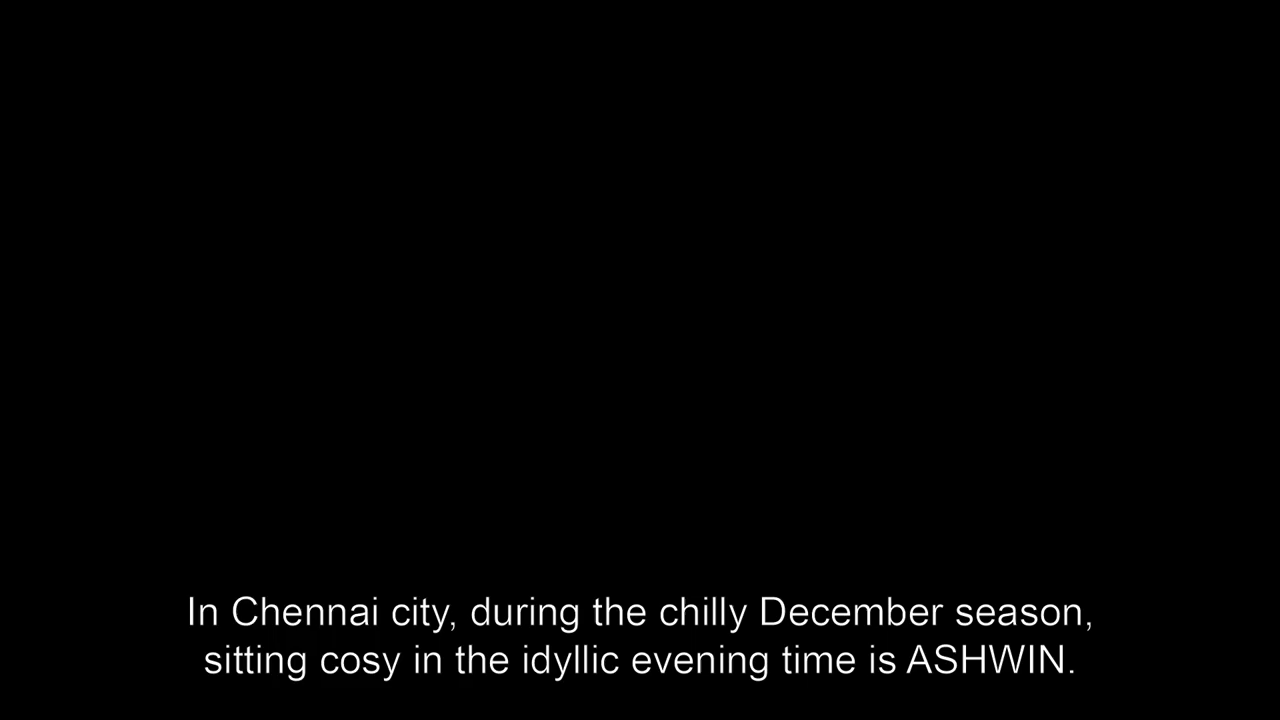 In Chennai city, during the chilly December season,
sitting cosy in the idyllic evening time is ASHWIN.